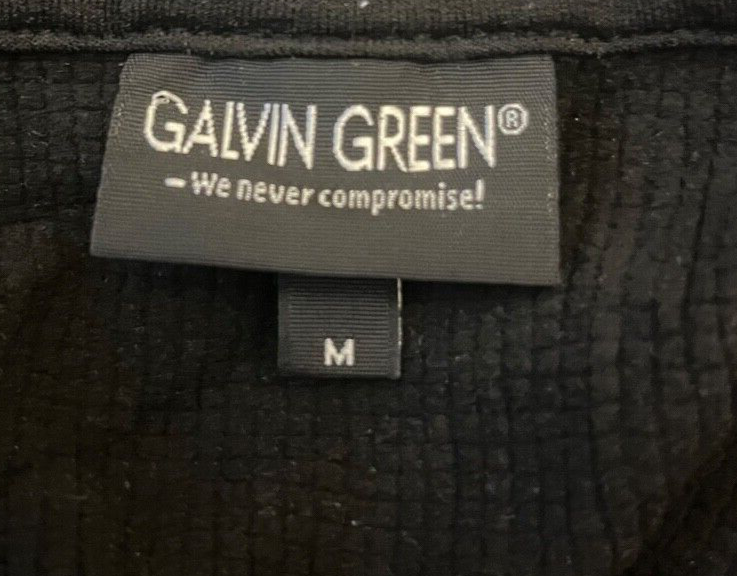 GALVIN GREEN®
– We never compromise!
M